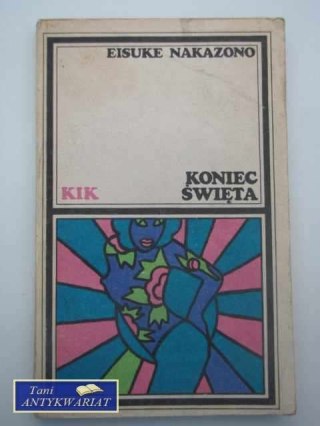 EISUKE NAKAZONO
KONIEC
KIK ŚWIĘTA
Tani
ANTYKWARIAT